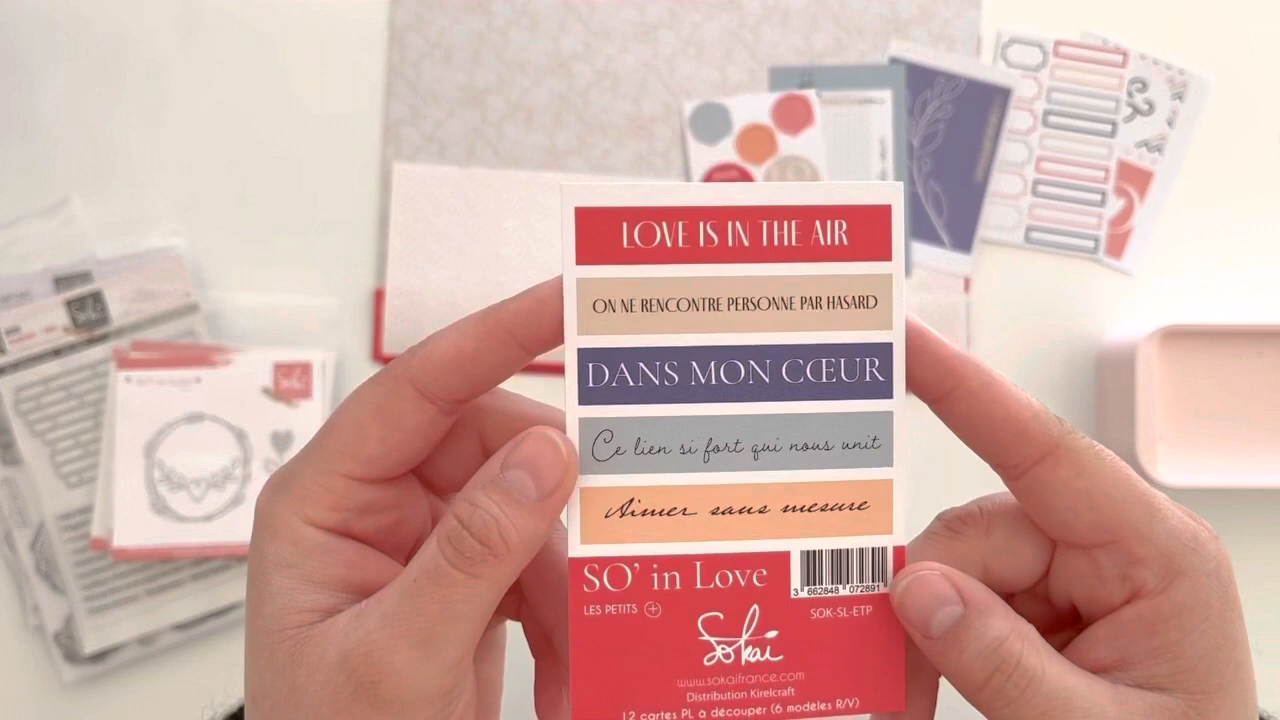 LOVE IS IN THE AIR
ON NE RENCONTRE PERSONNE PAR HASARD
DANS MON CŒUR
Ce lien si fort qui nous unit
Aimer sans mesure
SO' in Love
LES PETITS +
3 662848 072891
SOK-SL-ETP
Sokai
www.sokaifrance.com
Distribution Kirelcraft
12 cartes PL à découper (6 modèles R/V)